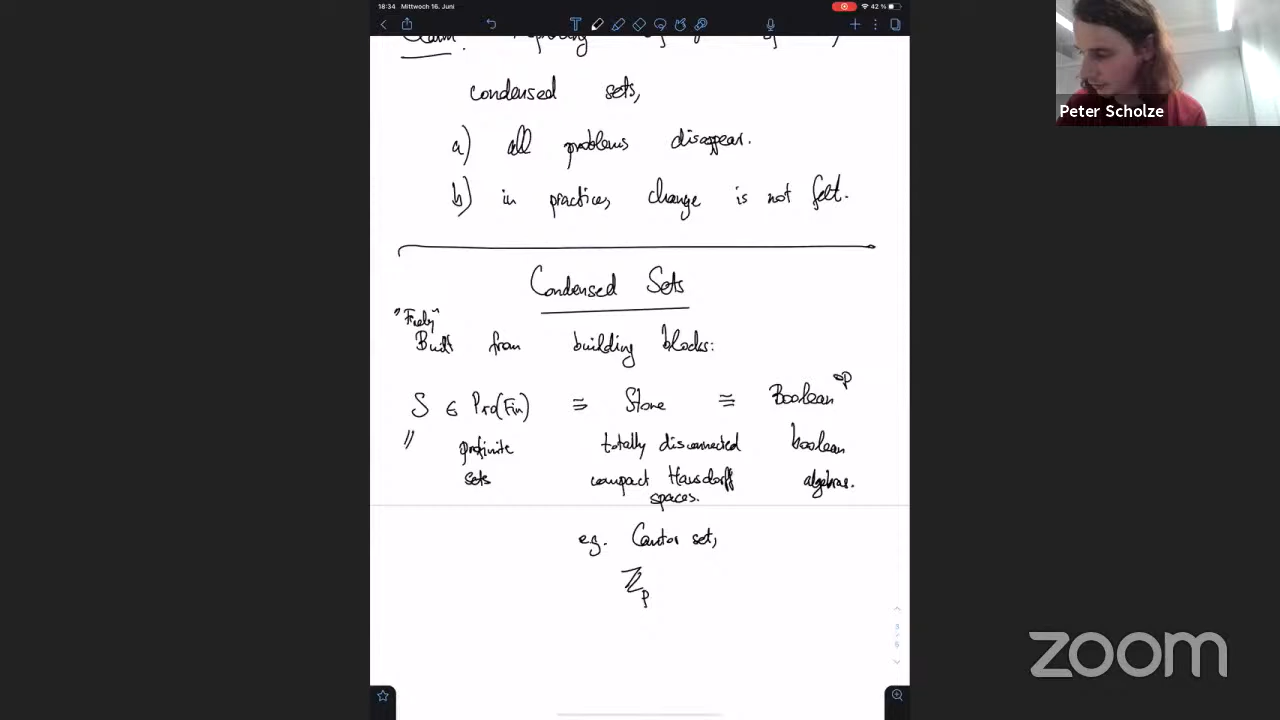 18:34 Mittwoch 16. Juni
42 %
Claim:
condensed sets,
a) all problems disappear.
b) in practice, change is not felt.
Condensed Sets
"Freely"
Built from building blocks:
S ∈ Pro(Fin) ≅ Stone ≅ Boolean^op
profinite totally disconnected boolean
sets compact Hausdorff algebras.
spaces.
e.g. Cantor set,
ℤ_p
Peter Scholze
zoom